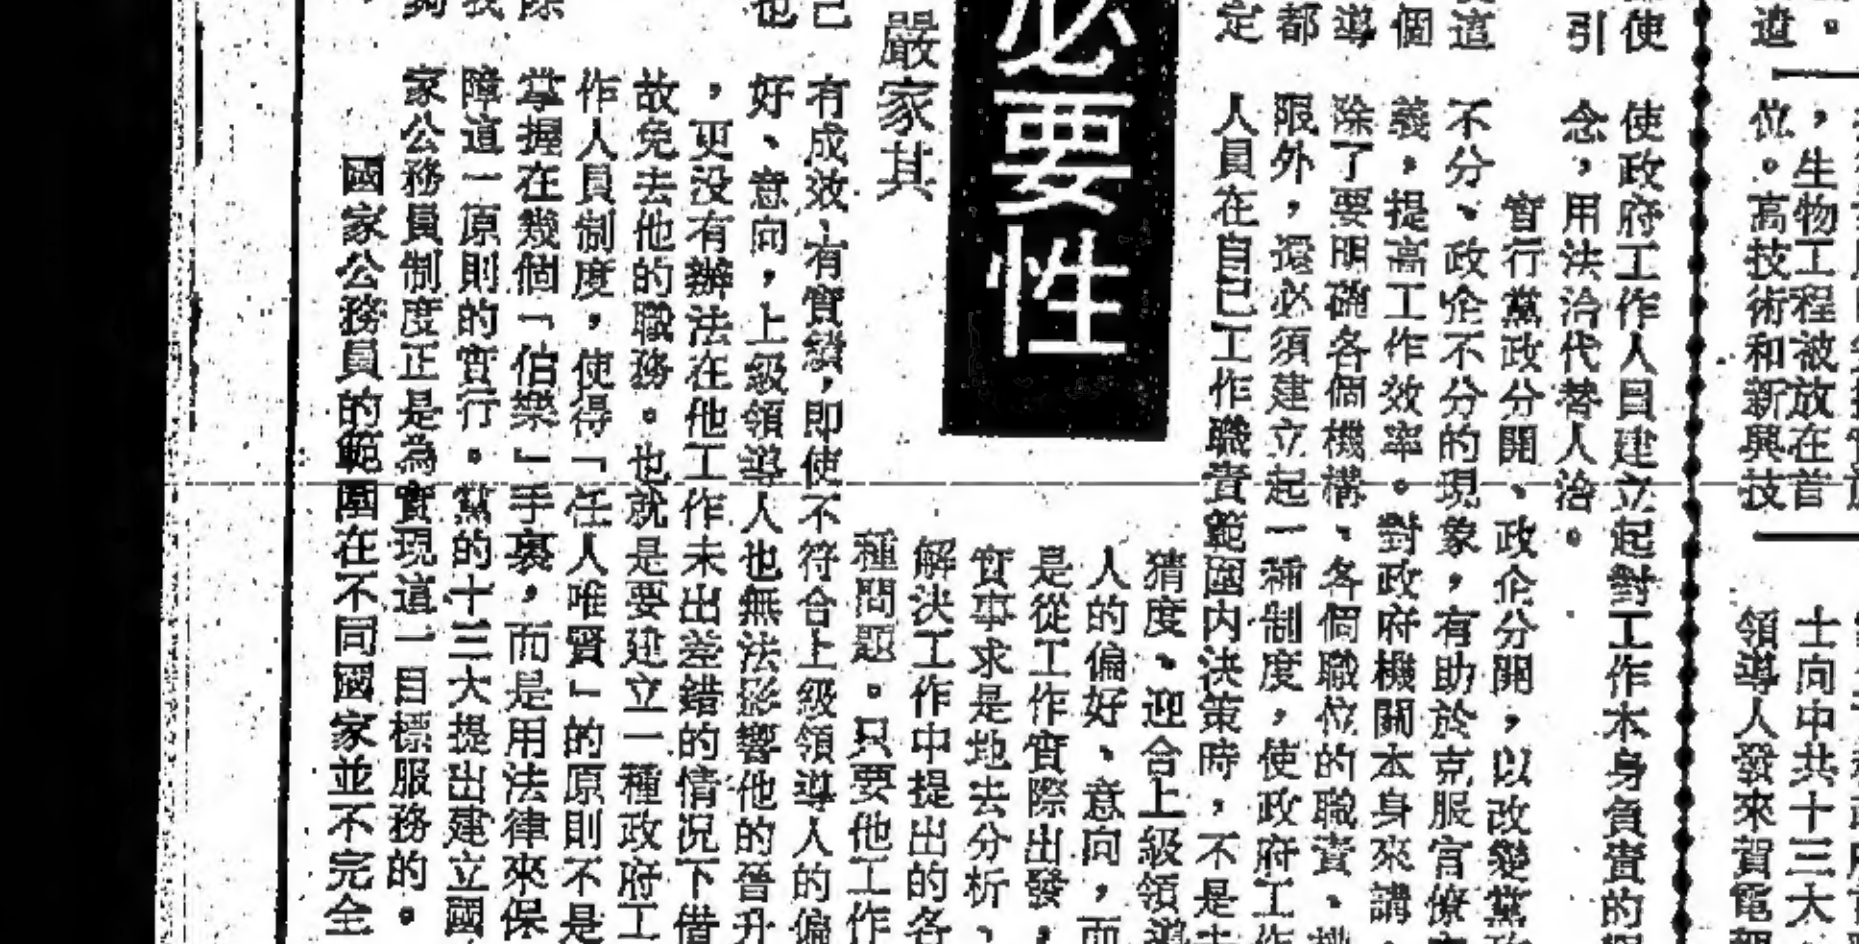 。遵
位。高技術和新興技
，生物工程被放在首
領導人發來賀電
士向中共十三大
使
引
使政府工作人員建立起對工作本身負責的
念，用法治代替人治。
實行黨政分開、政企分開，以改變黨政
不分、政企不分的現象，有助於克服官僚主
義，提高工作效率。對政府機關本身來講，
除了要明確各個機構、各個職位的職責、權
限外，還必須建立起一種制度，使政府工作
人員在自己工作職責範圍內決策時，不是去
這
個
導
都
定
猜度、迎合上級領導
人的偏好、意向，而
是從工作實際出發，
實事求是地去分析、
解決工作中提出的各
種問題。只要他工作
必要性
嚴家其
己
也
有成效、有實績，即使不符合上級領導人的偏
好、意向，上級領導人也無法影響他的晉升
，更沒有辦法在他工作未出差錯的情況下借
故免去他的職務。也就是要建立一種政府工
作人員制度，使得「任人唯賢」的原則不是
掌握在幾個「伯樂」手裏，而是用法律來保
障這一原則的實行。黨的十三大提出建立國
家公務員制度正是為實現這一目標服務的。
國家公務員的範圍在不同國家並不完全